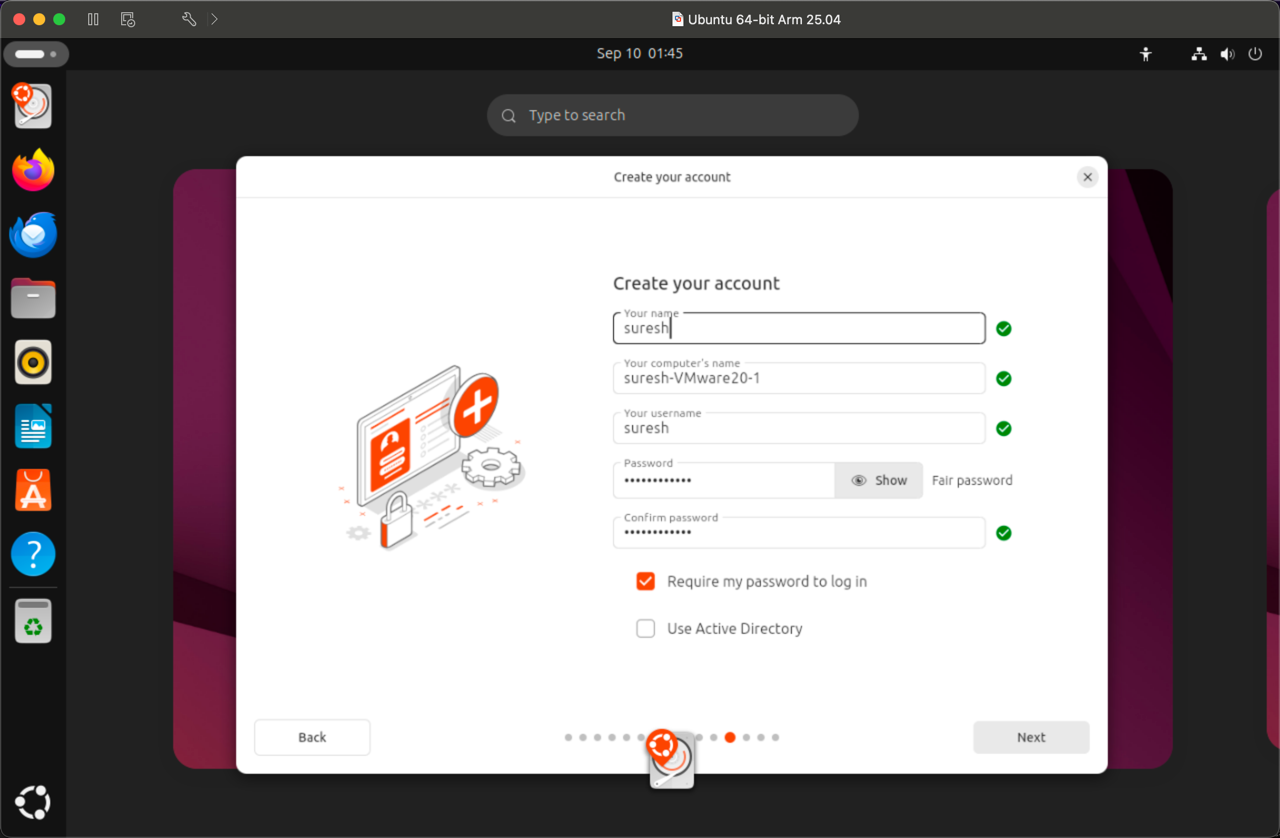 Ubuntu 64-bit Arm 25.04
Sep 10 01:45
Type to search
Create your account
Create your account
Your name
suresh
Your computer's name
suresh-VMware20-1
Your username
suresh
Password
••••••••••••
Show
Fair password
Confirm password
••••••••••••
Require my password to log in
Use Active Directory
Back
Next